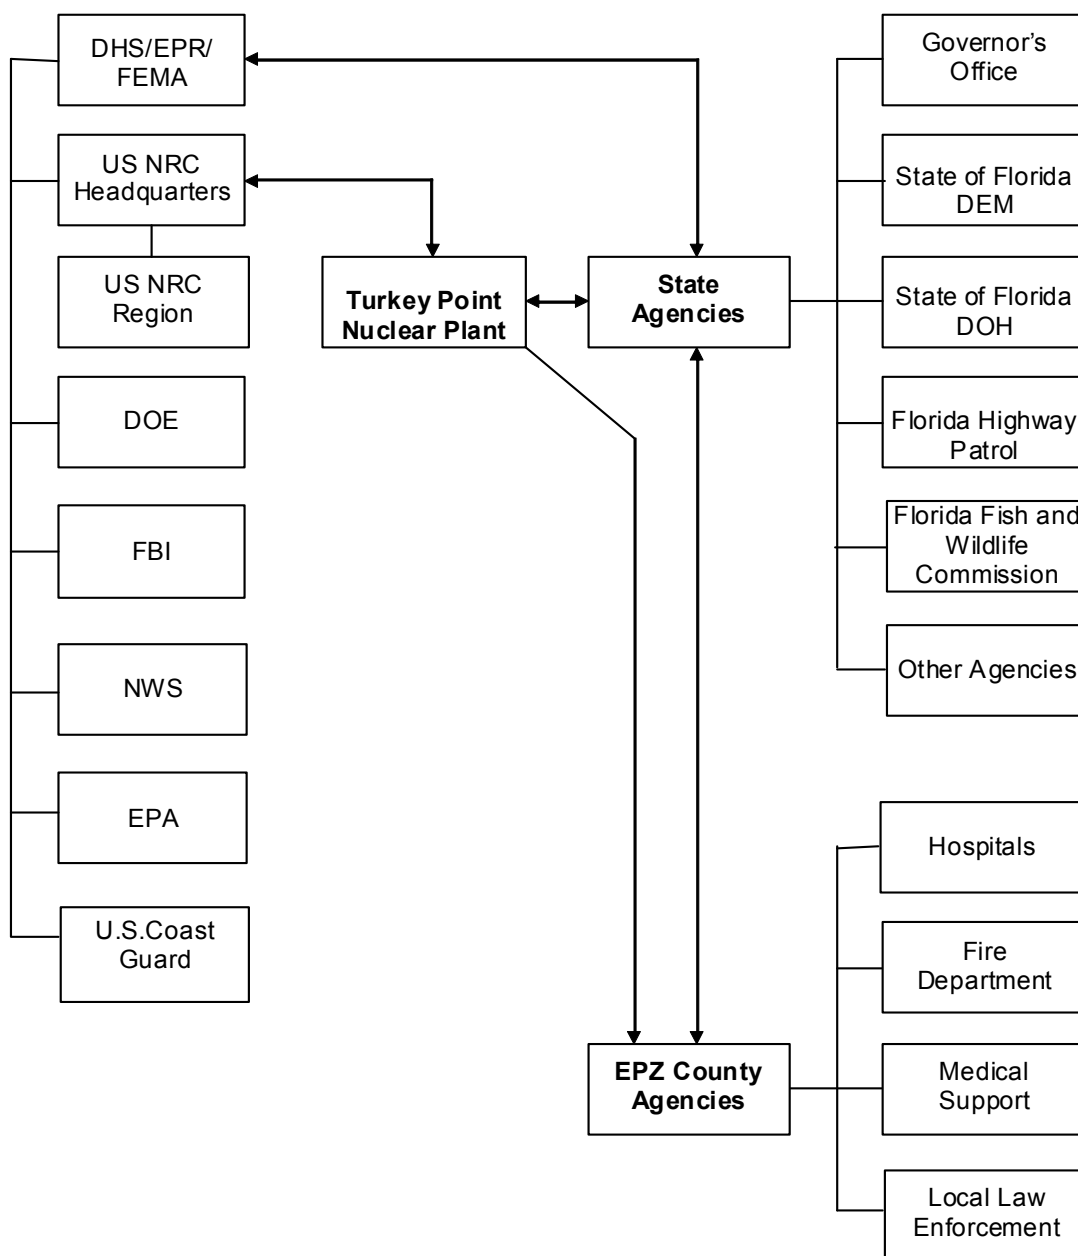 DHS/EPR/
FEMA
US NRC
Headquarters
US NRC
Region
DOE
FBI
NWS
EPA
U.S.Coast
Guard
Turkey Point
Nuclear Plant
State
Agencies
EPZ County
Agencies
Governor's
Office
State of Florida
DEM
State of Florida
DOH
Florida Highway
Patrol
Florida Fish and
Wildlife
Commission
Other Agencies
Hospitals
Fire
Department
Medical
Support
Local Law
Enforcement